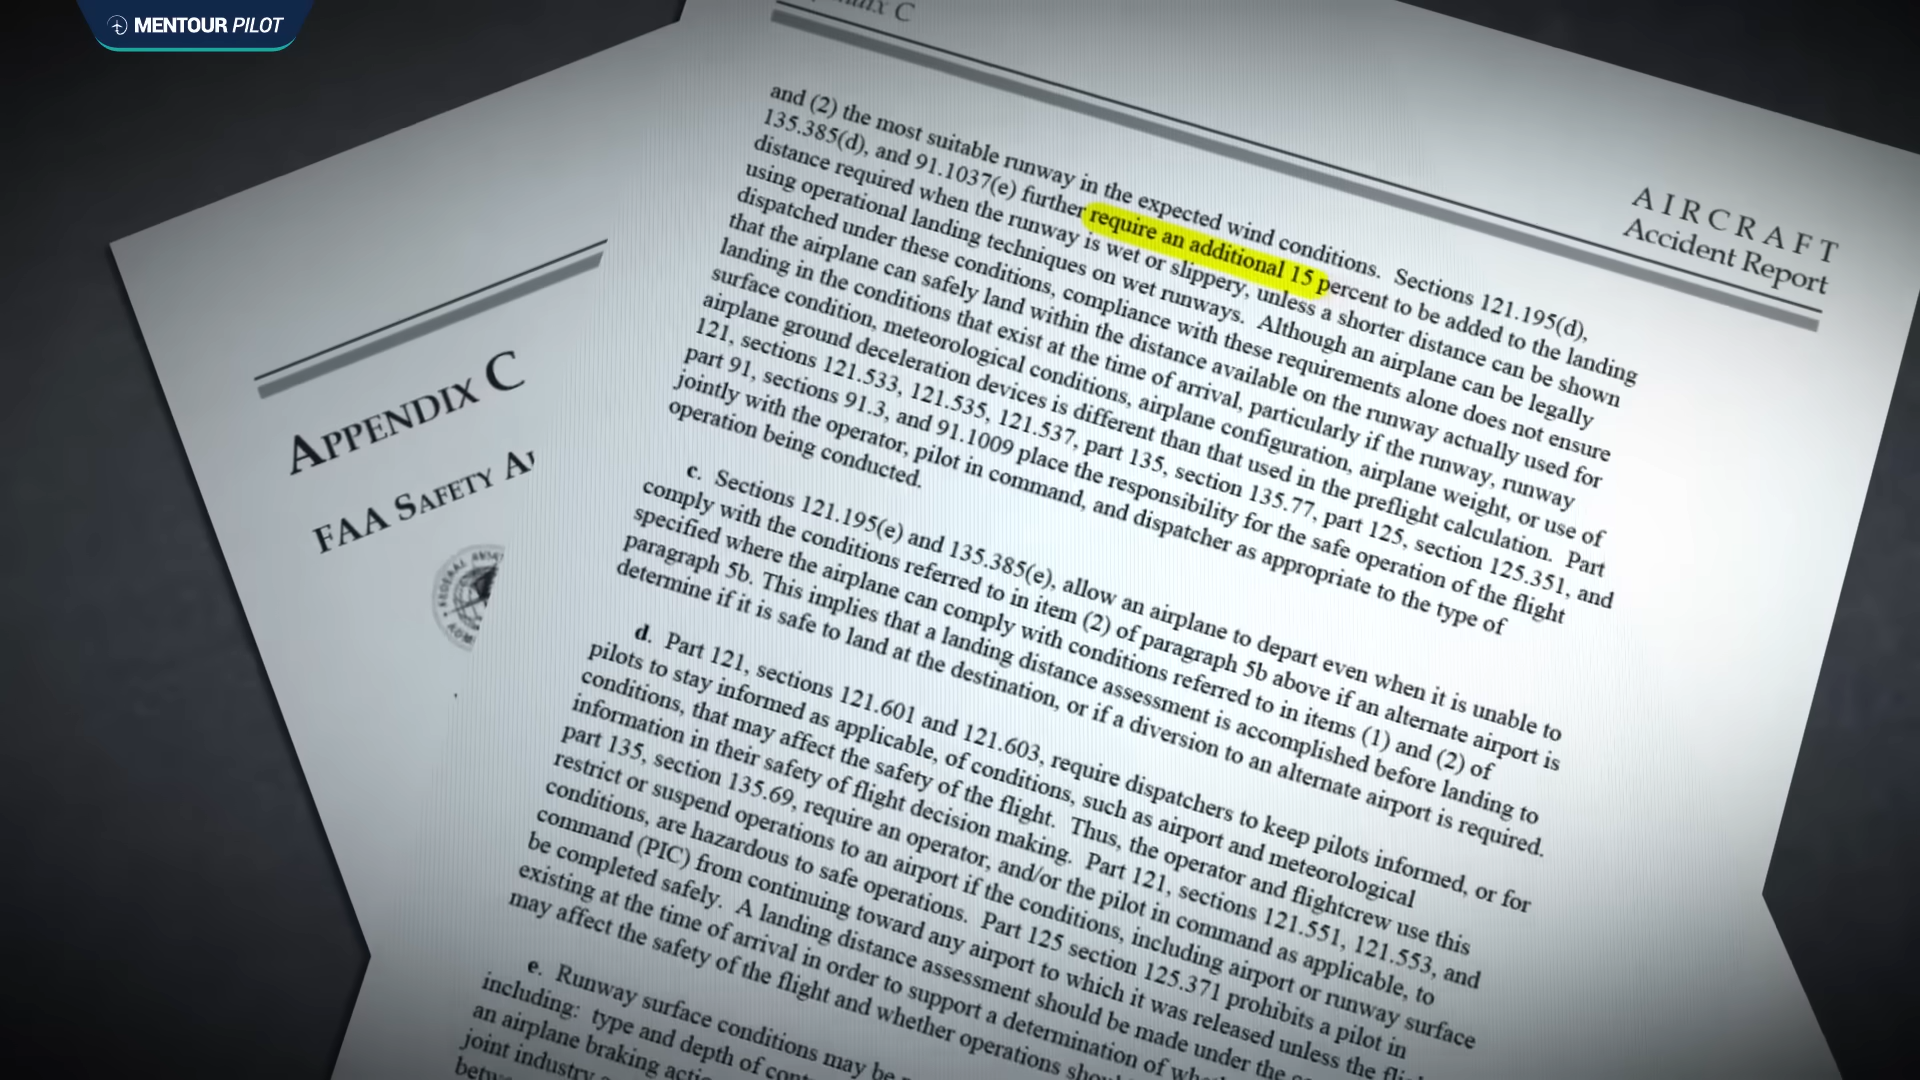 MENTOUR PILOT
APPENDIX C
FAA SAFETY
C
AIRCRAFT
Accident Report
and (2) the most suitable runway in the expected wind conditions. Sections 121.195(d),
135.385(d), and 91.1037(e) further require an additional 15 percent to be added to the landing
distance required when the runway is wet or slippery, unless a shorter distance can be shown
using operational landing techniques on wet runways. Although an airplane can be legally
dispatched under these conditions, compliance with these requirements alone does not ensure
that the airplane can safely land within the distance available on the runway actually used for
landing in the conditions that exist at the time of arrival, particularly if the runway, runway
surface condition, meteorological conditions, airplane configuration, airplane weight, or use of
airplane ground deceleration devices is different than that used in the preflight calculation. Part
121, sections 121.533, 121.535, 121.537, part 135, section 135.77, part 125, section 125.351, and
part 91, sections 91.3, and 91.1009 place the responsibility for the safe operation of the flight
jointly with the operator, pilot in command, and dispatcher as appropriate to the type of
operation being conducted.
c. Sections 121.195(e) and 135.385(e), allow an airplane to depart even when it is unable to
comply with the conditions referred to in item (2) of paragraph 5b above if an alternate airport is
specified where the airplane can comply with conditions referred to in items (1) and (2) of
paragraph 5b. This implies that a landing distance assessment is accomplished before landing to
determine if it is safe to land at the destination, or if a diversion to an alternate airport is required.
d. Part 121, sections 121.601 and 121.603, require dispatchers to keep pilots informed, or for
pilots to stay informed as applicable, of conditions, such as airport and meteorological
conditions, that may affect the safety of the flight. Thus, the operator and flightcrew use this
information in their safety of flight decision making. Part 121, sections 121.551, 121.553, and
part 135, section 135.69, require an operator, and/or the pilot in command as applicable, to
restrict or suspend operations to an airport if the conditions, including airport or runway surface
conditions, are hazardous to safe operations. Part 125 section 125.371 prohibits a pilot in
command (PIC) from continuing toward any airport to which it was released unless the
be completed safely. A landing distance assessment should be made under the
existing at the time of arrival in order to support a determination of
may affect the safety of the flight and whether operations
e. Runway surface conditions may be
including: type and depth of
an airplane braking
joint industry